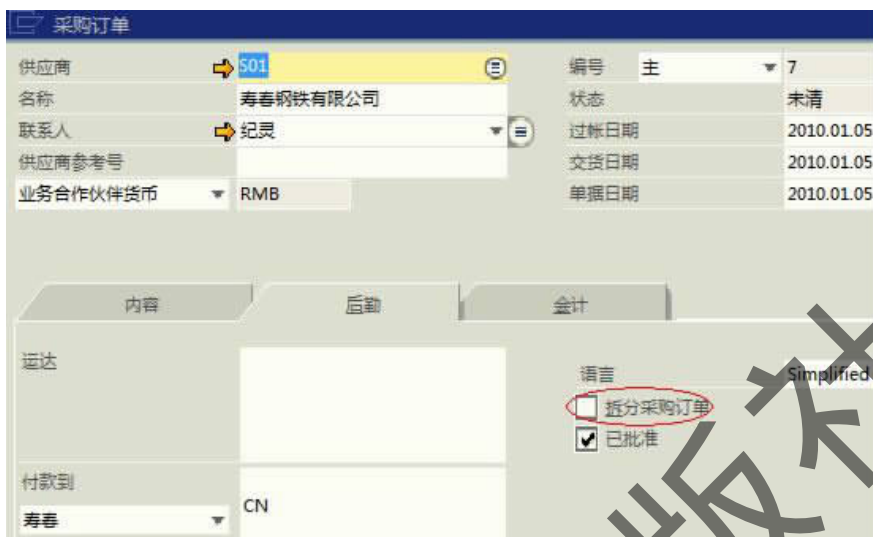 采购订单
供应商 S01 编号 主 7
名称 寿春钢铁有限公司 状态 未清
联系人 纪灵 过帐日期 2010.01.05
供应商参考号 交货日期 2010.01.05
业务合作伙伴货币 RMB 单据日期 2010.01.05
内容 后勤 会计
运达 语言 Simplified
拆分采购订单
已批准
付款到 CN
寿春
版社